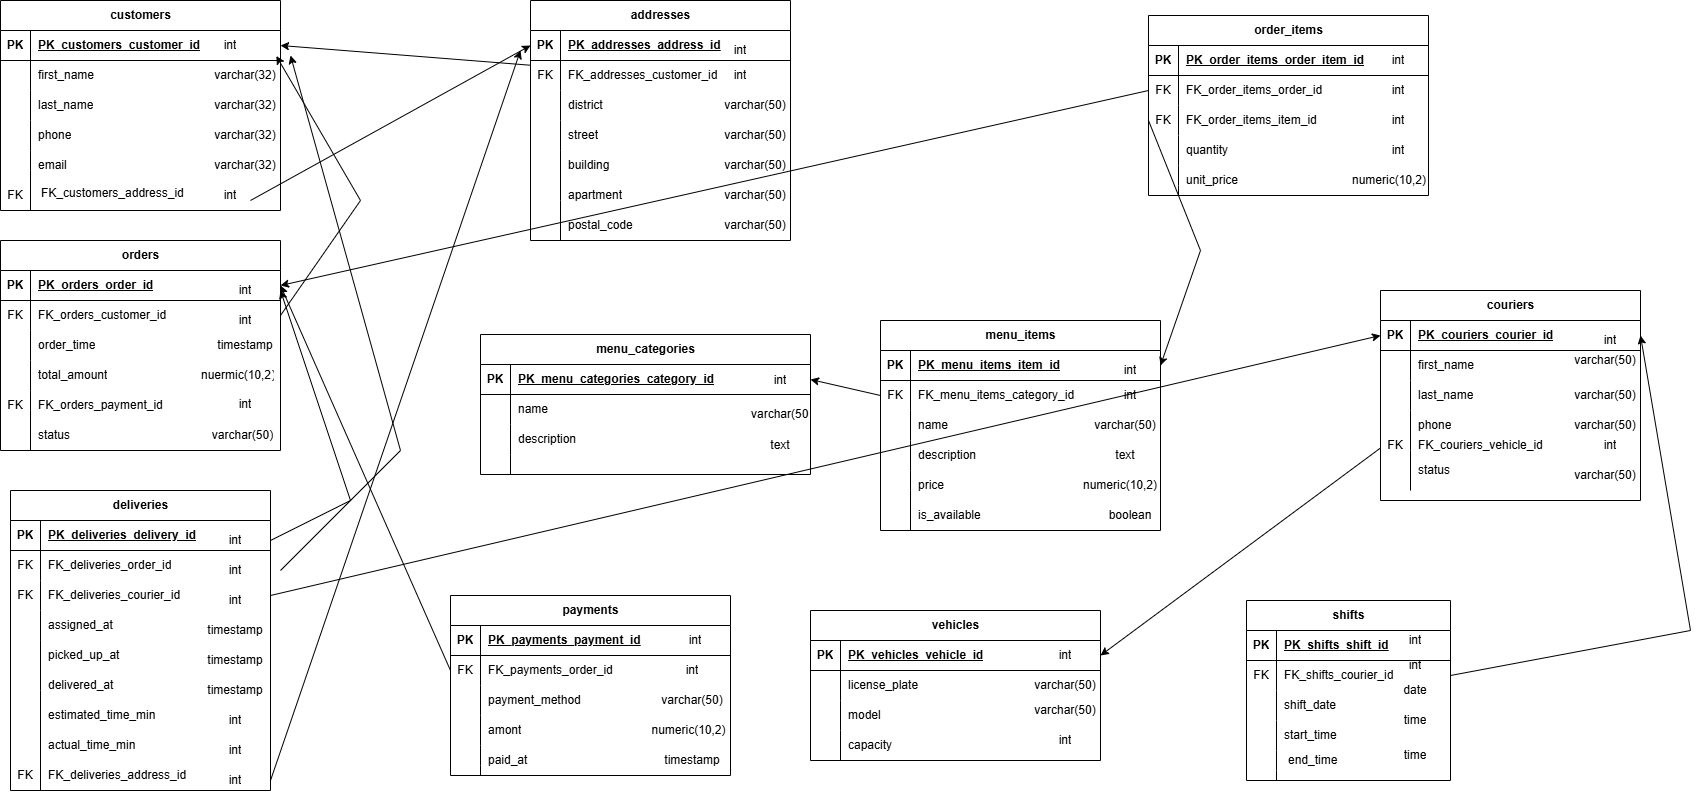 customers
PK PK_customers_customer_id int
first_name varchar(32)
last_name varchar(32)
phone varchar(32)
email varchar(32)
FK FK_customers_address_id int
addresses
PK PK_addresses_address_id int
FK FK_addresses_customer_id int
district varchar(50)
street varchar(50)
building varchar(50)
apartment varchar(50)
postal_code varchar(50)
order_items
PK PK_order_items_order_item_id int
FK FK_order_items_order_id int
FK FK_order_items_item_id int
quantity int
unit_price numeric(10,2)
orders
PK PK_orders_order_id int
FK FK_orders_customer_id int
order_time timestamp
total_amount nuermic(10,2)
FK FK_orders_payment_id int
status varchar(50)
menu_categories
PK PK_menu_categories_category_id int
name varchar(50
description text
menu_items
PK PK_menu_items_item_id int
FK FK_menu_items_category_id int
name varchar(50)
description text
price numeric(10,2)
is_available boolean
couriers
PK PK_couriers_courier_id int
first_name varchar(50)
last_name varchar(50)
phone varchar(50)
FK FK_couriers_vehicle_id int
status varchar(50)
deliveries
PK PK_deliveries_delivery_id int
FK FK_deliveries_order_id int
FK FK_deliveries_courier_id int
assigned_at timestamp
picked_up_at timestamp
delivered_at timestamp
estimated_time_min int
actual_time_min int
FK FK_deliveries_address_id int
payments
PK PK_payments_payment_id int
FK FK_payments_order_id int
payment_method varchar(50)
amont numeric(10,2)
paid_at timestamp
vehicles
PK PK_vehicles_vehicle_id int
license_plate varchar(50)
model varchar(50)
capacity int
shifts
PK PK_shifts_shift_id int
FK FK_shifts_courier_id int
shift_date date
start_time time
end_time time